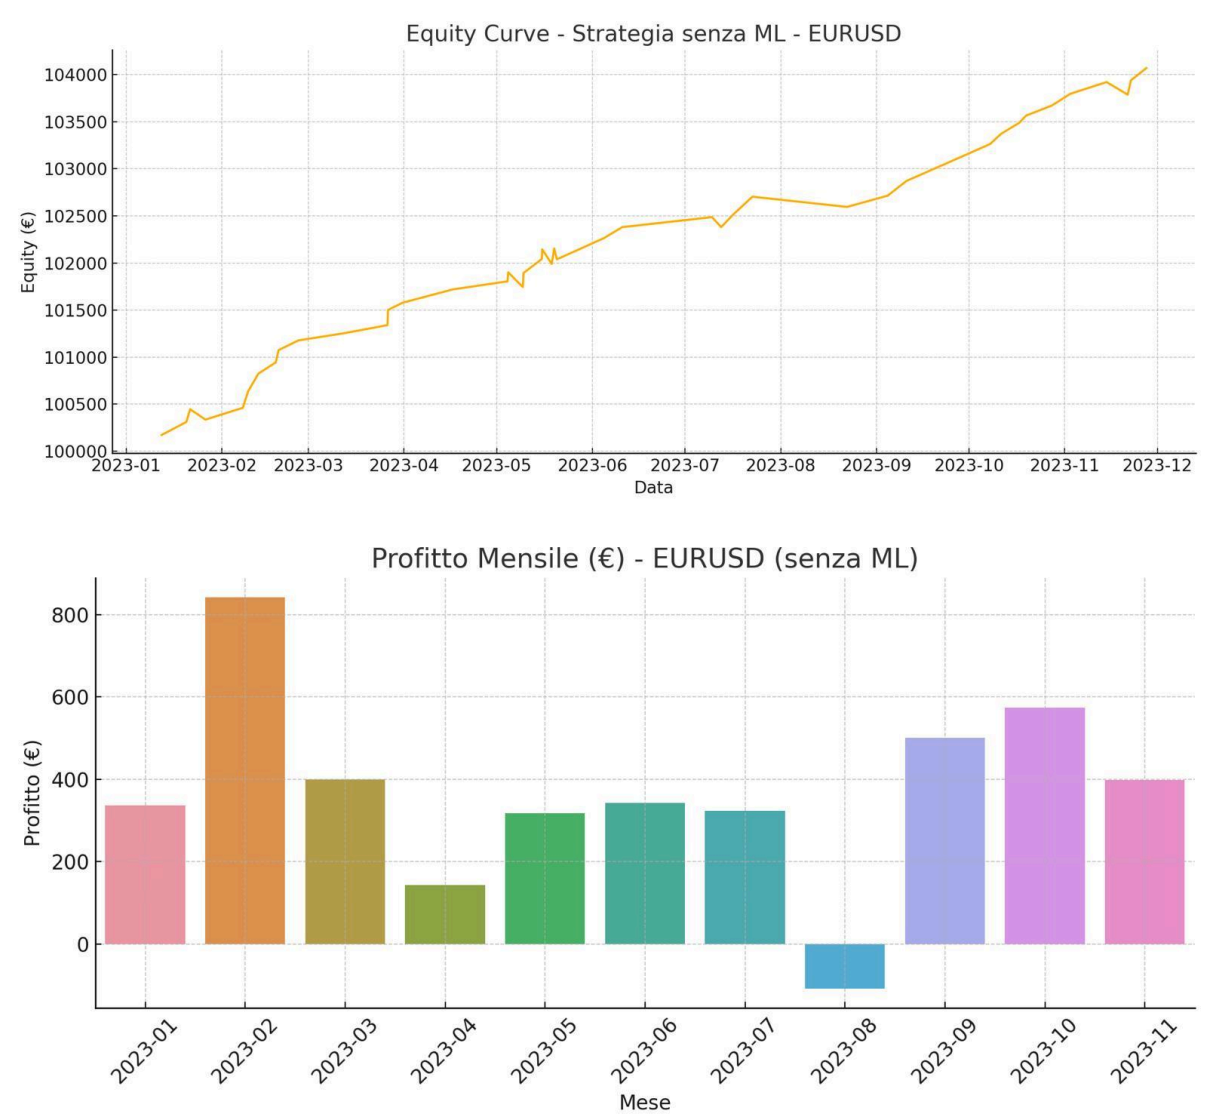 Equity Curve - Strategia senza ML - EURUSD
104000
103500
103000
102500
102000
101500
101000
100500
100000
Equity (€)
2023-01 2023-02 2023-03 2023-04 2023-05 2023-06 2023-07 2023-08 2023-09 2023-10 2023-11 2023-12
Data
Profitto Mensile (€) - EURUSD (senza ML)
800
600
400
200
0
Profitto (€)
2023-01 2023-02 2023-03 2023-04 2023-05 2023-06 2023-07 2023-08 2023-09 2023-10 2023-11
Mese